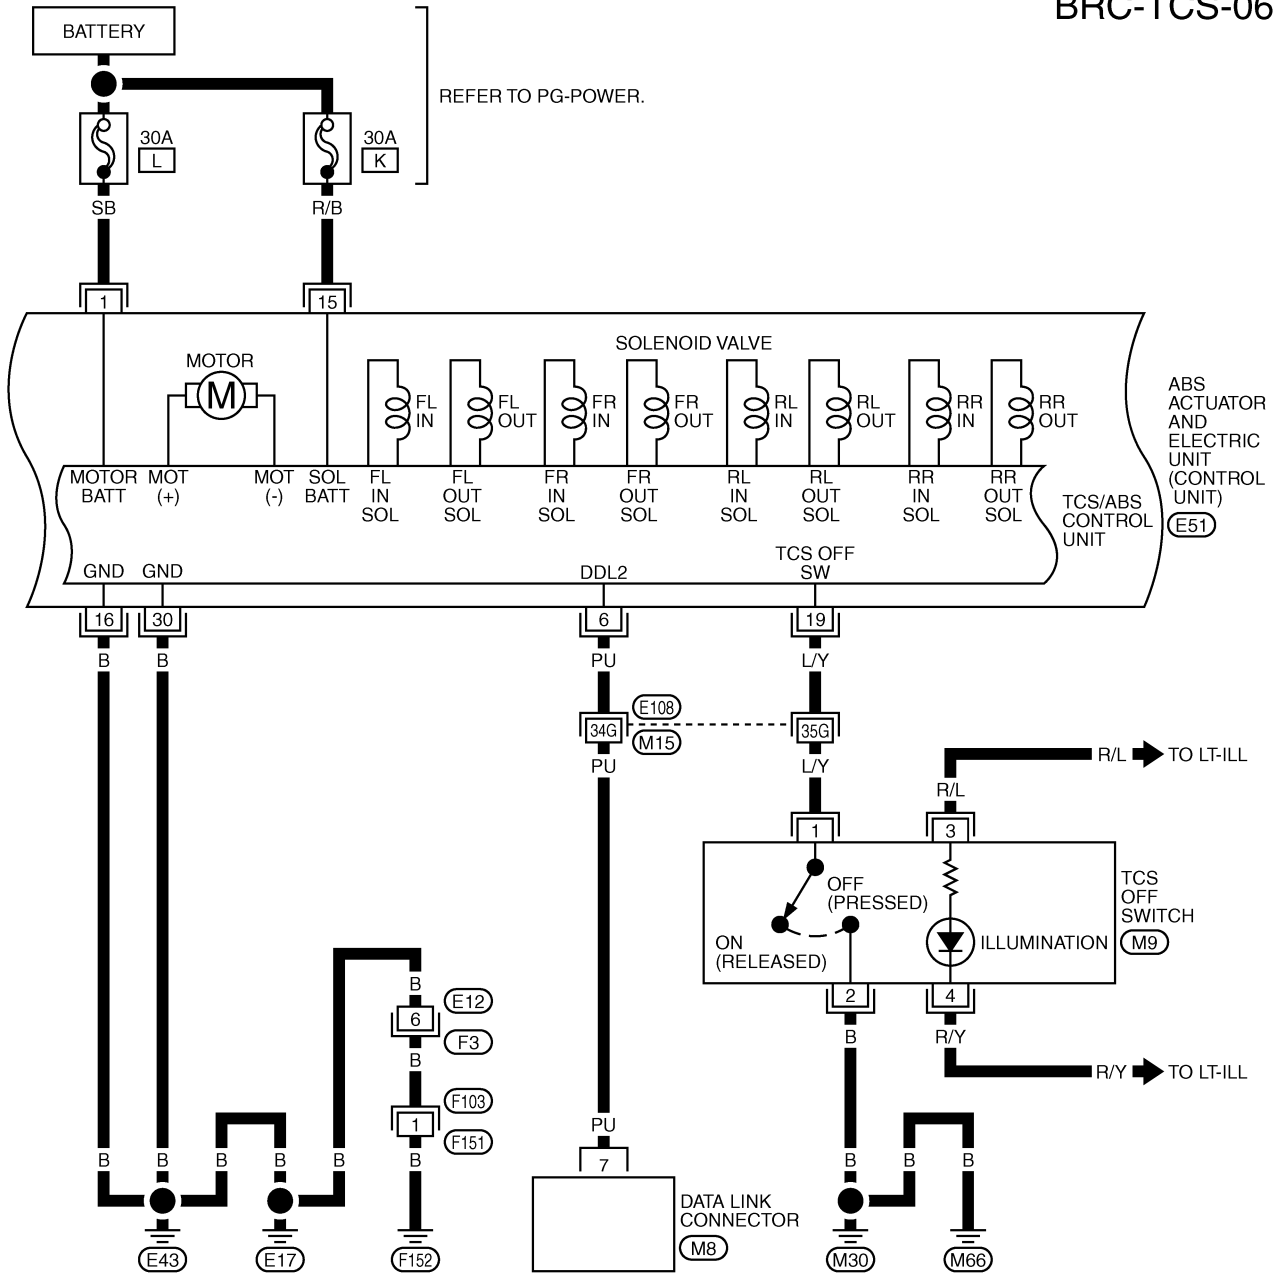 BRC-TCS-06
BATTERY
REFER TO PG-POWER.
30A
L
30A
K
SB
R/B
1
15
SOLENOID VALVE
MOTOR
M
FL
IN
FL
OUT
FR
IN
FR
OUT
RL
IN
RL
OUT
RR
IN
RR
OUT
ABS
ACTUATOR
AND
ELECTRIC
UNIT
(CONTROL
UNIT)
E51
MOTOR
BATT
MOT
(+)
MOT
(-)
SOL
BATT
FL
IN
SOL
FL
OUT
SOL
FR
IN
SOL
FR
OUT
SOL
RL
IN
SOL
RL
OUT
SOL
RR
IN
SOL
RR
OUT
SOL
TCS/ABS
CONTROL
UNIT
GND
GND
DDL2
TCS OFF
SW
16
30
6
19
B
B
PU
L/Y
E108
34G
M15
35G
PU
L/Y
R/L
TO LT-ILL
R/L
1
3
OFF
(PRESSED)
ON
(RELEASED)
ILLUMINATION
TCS
OFF
SWITCH
M9
2
4
B
R/Y
R/Y
TO LT-ILL
B
E12
6
F3
B
F103
1
F151
PU
B
B
B
B
B
B
B
B
B
7
DATA LINK
CONNECTOR
M8
E43
E17
F152
M30
M66